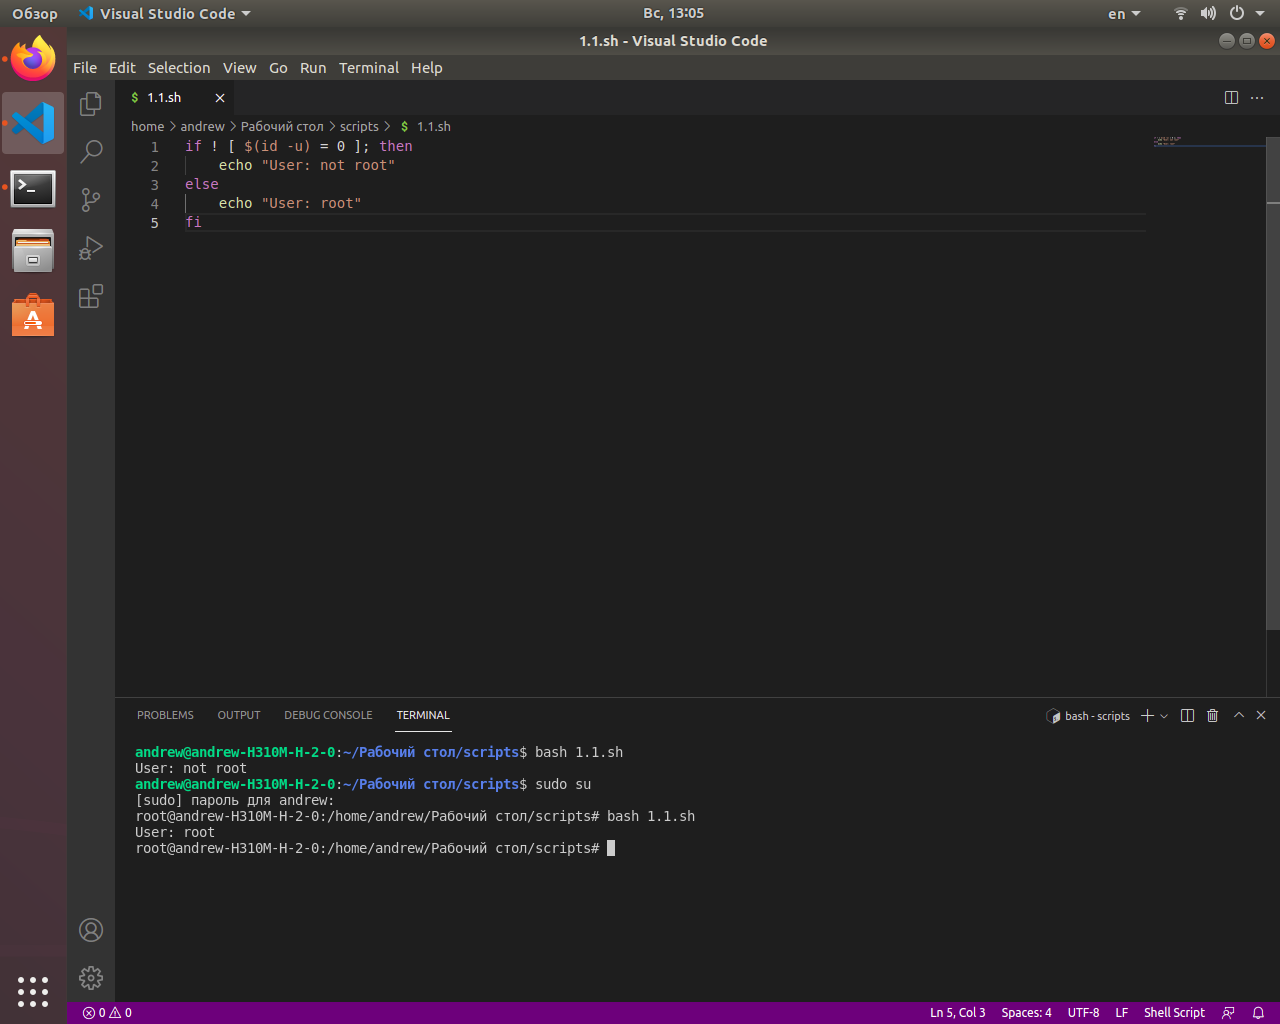 Обзор Visual Studio Code Вс, 13:05 en
1.1.sh - Visual Studio Code
File Edit Selection View Go Run Terminal Help
$ 1.1.sh
home > andrew > Рабочий стол > scripts > $ 1.1.sh
1 if ! [ $(id -u) = 0 ]; then
2     echo "User: not root"
3 else
4     echo "User: root"
5 fi
PROBLEMS OUTPUT DEBUG CONSOLE TERMINAL bash - scripts
andrew@andrew-H310M-H-2-0:~/Рабочий стол/scripts$ bash 1.1.sh
User: not root
andrew@andrew-H310M-H-2-0:~/Рабочий стол/scripts$ sudo su
[sudo] пароль для andrew:
root@andrew-H310M-H-2-0:/home/andrew/Рабочий стол/scripts# bash 1.1.sh
User: root
root@andrew-H310M-H-2-0:/home/andrew/Рабочий стол/scripts#
0 0 Ln 5, Col 3 Spaces: 4 UTF-8 LF Shell Script